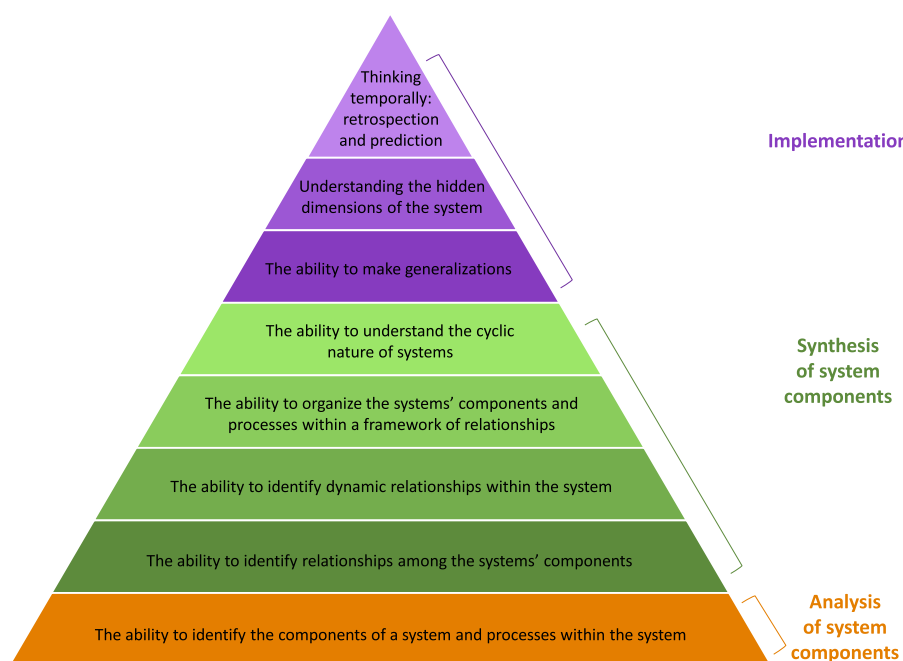 Thinking
temporally:
retrospection
and prediction
Implementation
Understanding the hidden
dimensions of the system
The ability to make generalizations
The ability to understand the cyclic
nature of systems
Synthesis
of system
components
The ability to organize the systems’ components and
processes within a framework of relationships
The ability to identify dynamic relationships within the system
The ability to identify relationships among the systems’ components
Analysis
of system
components
The ability to identify the components of a system and processes within the system